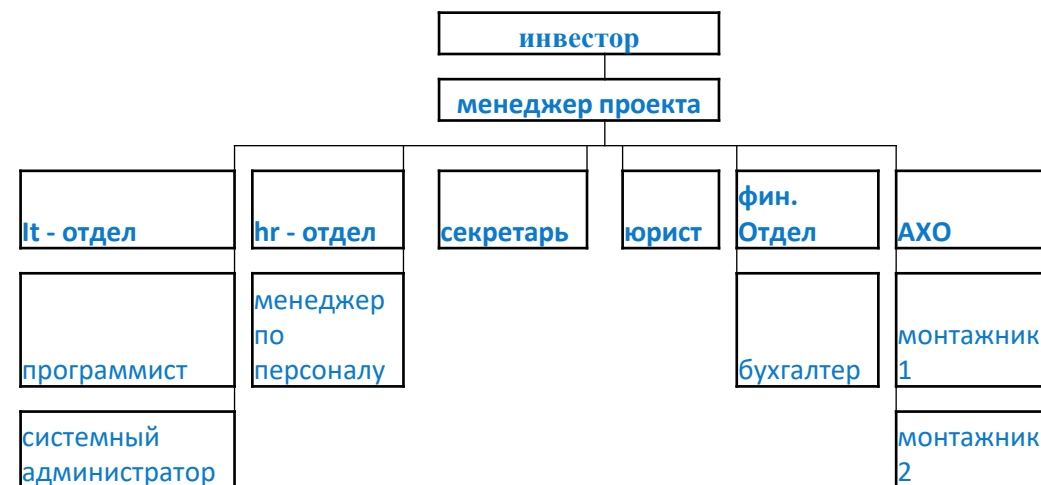 инвестор
менеджер проекта
It - отдел
hr - отдел
секретарь
юрист
фин.
Отдел
АХО
программист
менеджер
по
персоналу
бухгалтер
монтажник
1
системный
администратор
монтажник
2